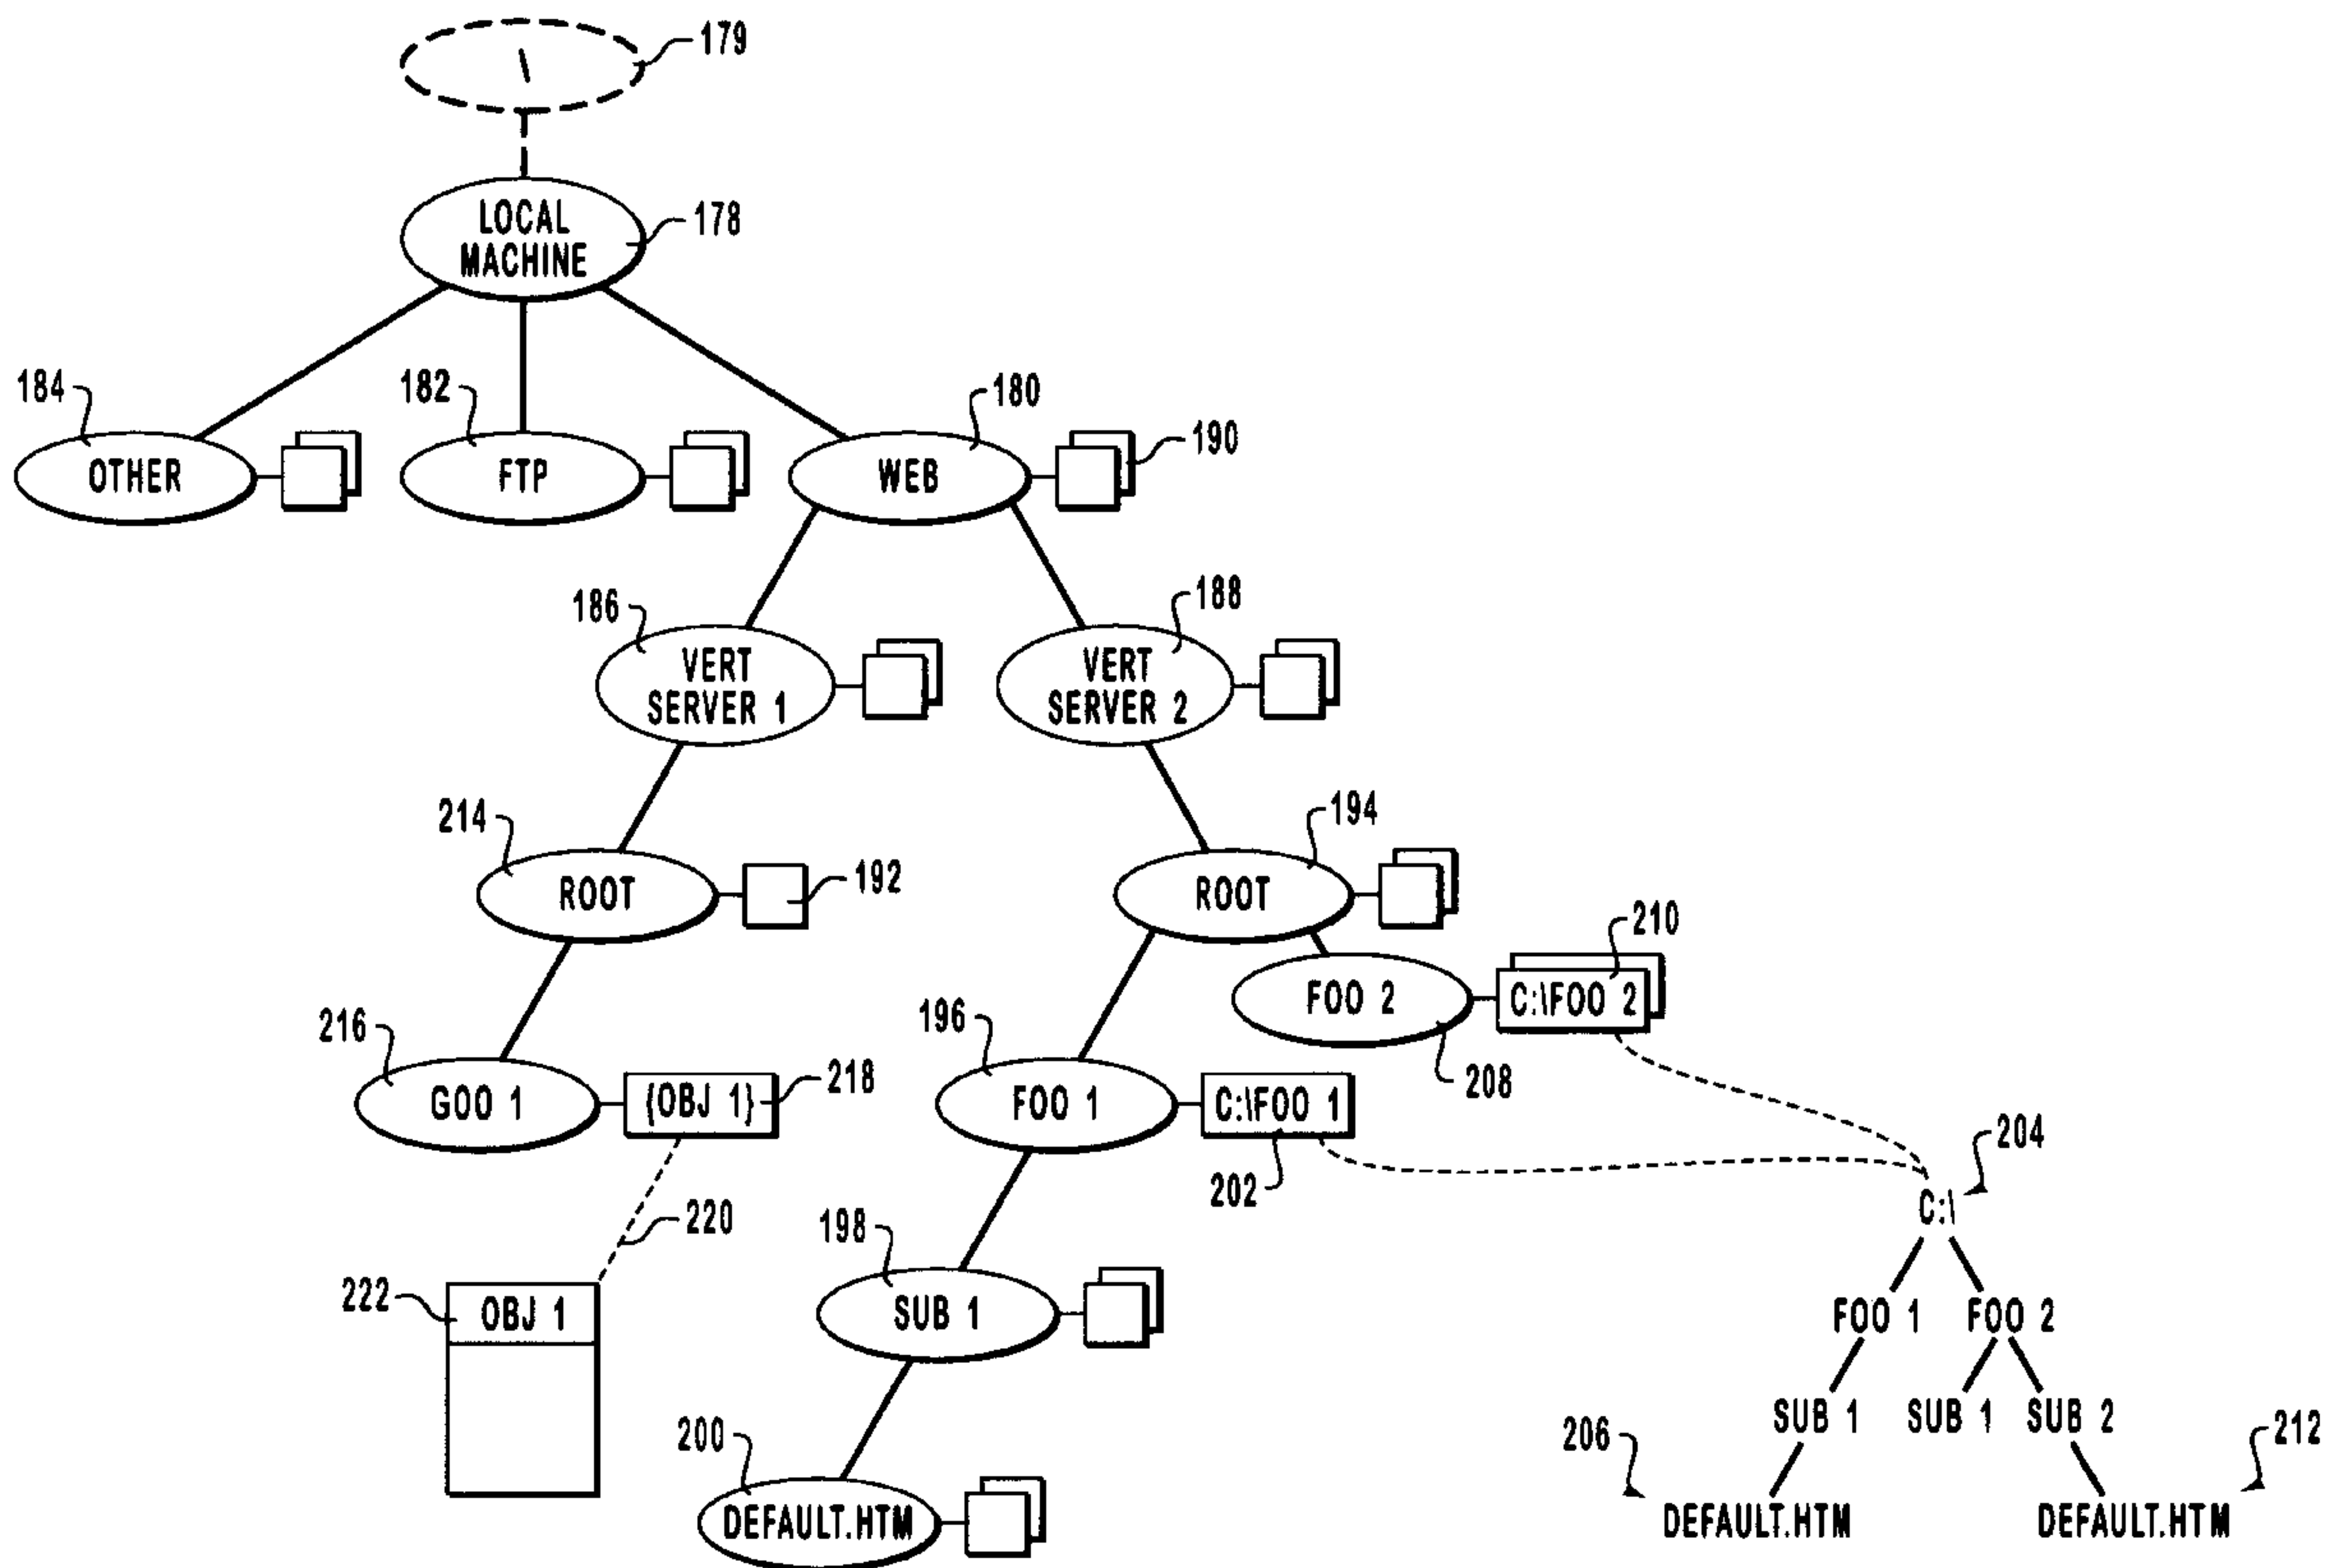 \
179
LOCAL
MACHINE
178
184
182
180
190
OTHER
FTP
WEB
186
188
VERT
SERVER 1
VERT
SERVER 2
214
194
ROOT
192
ROOT
210
216
196
FOO 2
C:\FOO 2
GOO 1
{OBJ 1}
218
FOO 1
C:\FOO 1
208
202
204
220
198
C:\
222
OBJ 1
SUB 1
FOO 1
FOO 2
SUB 1
SUB 1
SUB 2
200
206
212
DEFAULT.HTM
DEFAULT.HTM
DEFAULT.HTM